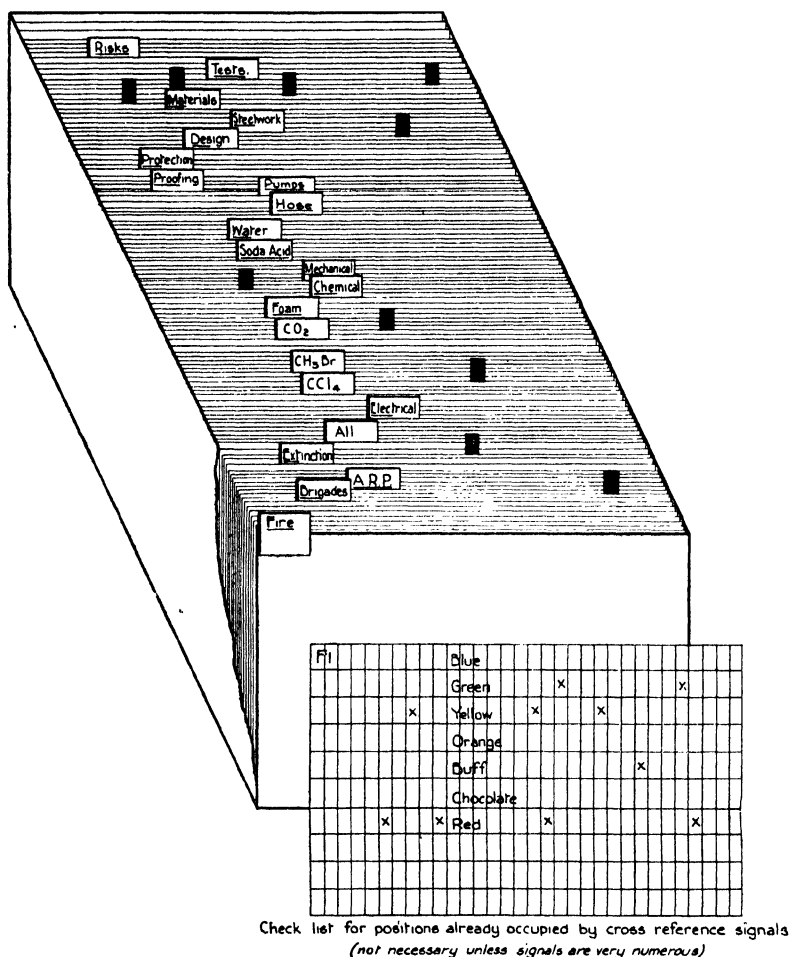 Risks
Tests.
Materials
Steelwork
Design
Protection
Proofing
Pumps
Hose
Water
Soda Acid
Mechanical
Chemical
Foam
CO₂
CH₃Br
CCl₄
Electrical
All
Extinction
A.R.P.
Brigades
Fire
F1
Blue
Green x x
x Yellow x x
Orange
Buff x
Chocolate
x x Red x x
Check list for positions already occupied by cross reference signals
(not necessary unless signals are very numerous)